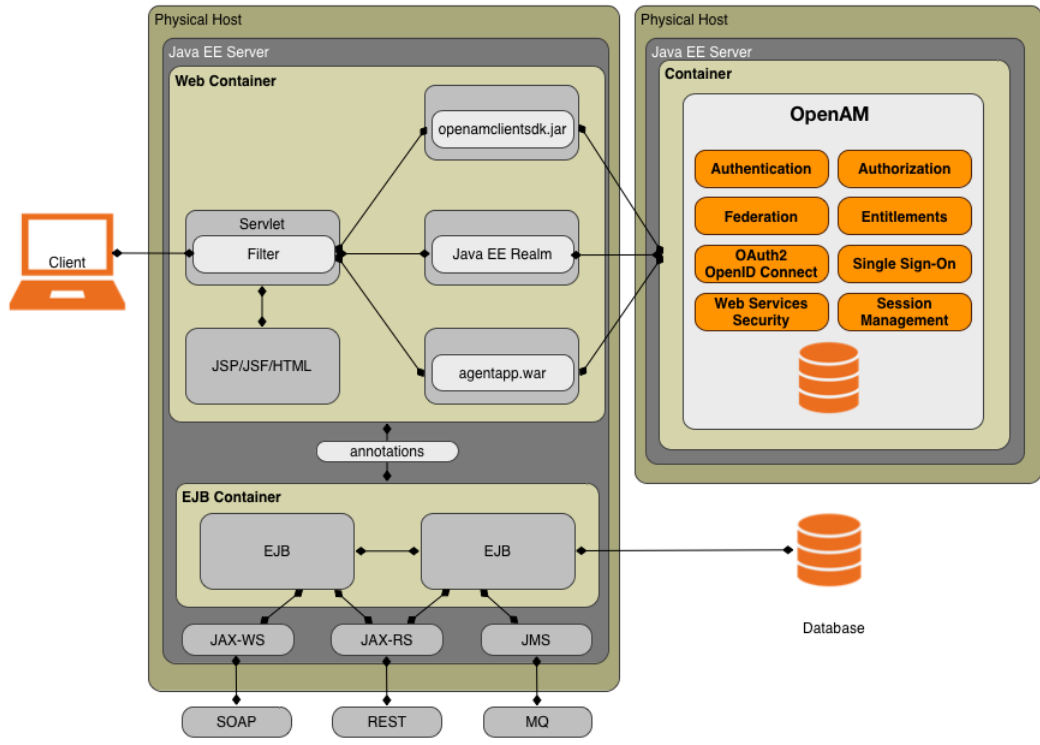 Physical Host
Java EE Server
Web Container
openamclientsdk.jar
Servlet
Filter
Java EE Realm
Client
JSP/JSF/HTML
agentapp.war
annotations
EJB Container
EJB
EJB
JAX-WS
JAX-RS
JMS
SOAP
REST
MQ
Physical Host
Java EE Server
Container
OpenAM
Authentication
Authorization
Federation
Entitlements
OAuth2
OpenID Connect
Single Sign-On
Web Services
Security
Session
Management
Database